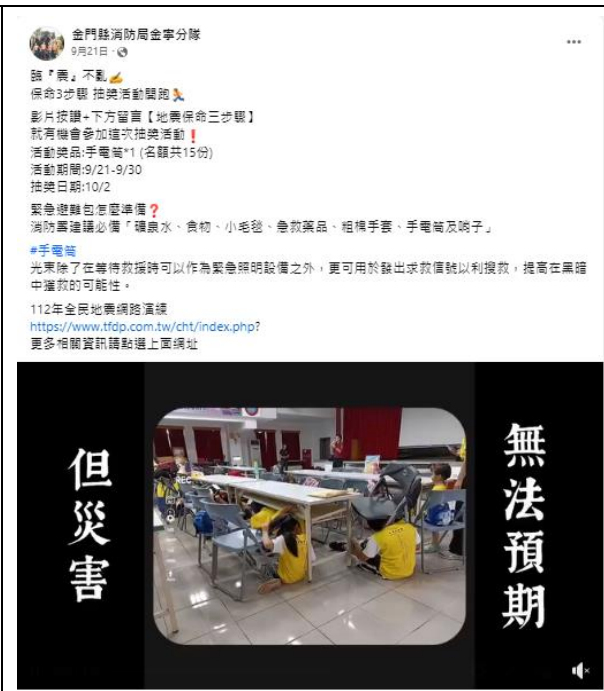 金門縣消防局金寧分隊
9月21日
臨『震』不亂✍
保命3步驟 抽獎活動開跑🏃
影片按讚+下方留言【地震保命三步驟】
就有機會參加這次抽獎活動❗
活動獎品:手電筒*1 (名額共15份)
活動期間:9/21-9/30
抽獎日期:10/2
緊急避難包怎麼準備❓
消防署建議必備「礦泉水、食物、小毛毯、急救藥品、粗棉手套、手電筒及哨子」
#手電筒
光束除了在等待救援時可以作為緊急照明設備之外，更可用於發出求救信號以利搜救，提高在黑暗
中獲救的可能性。
112年全民地震網路演練
https://www.tfdp.com.tw/cht/index.php?
更多相關資訊請點選上面網址
但災害
無法預期
REC